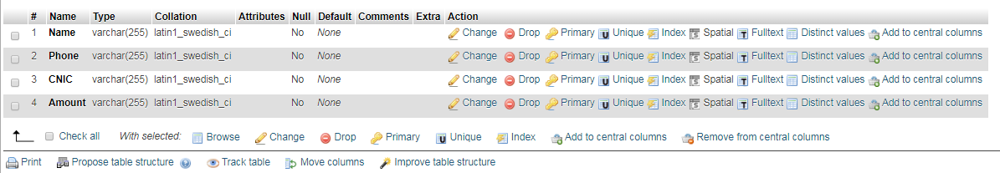 # Name Type Collation Attributes Null Default Comments Extra Action
1 Name varchar(255) latin1_swedish_ci No None Change Drop Primary Unique Index Spatial Fulltext Distinct values Add to central columns
2 Phone varchar(255) latin1_swedish_ci No None Change Drop Primary Unique Index Spatial Fulltext Distinct values Add to central columns
3 CNIC varchar(255) latin1_swedish_ci No None Change Drop Primary Unique Index Spatial Fulltext Distinct values Add to central columns
4 Amount varchar(255) latin1_swedish_ci No None Change Drop Primary Unique Index Spatial Fulltext Distinct values Add to central columns
Check all With selected: Browse Change Drop Primary Unique Index Add to central columns Remove from central columns
Print Propose table structure Track table Move columns Improve table structure